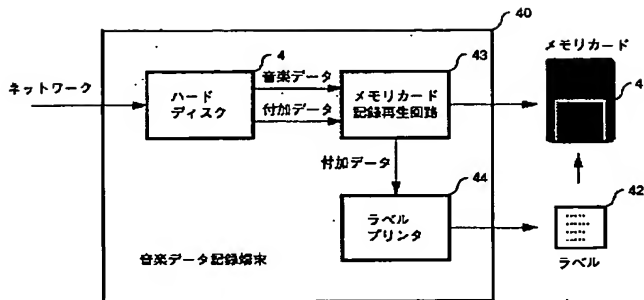 40
メモリカード
4
43
4
ネットワーク
ハード
ディスク
音楽データ
付加データ
メモリカード
記録再生回路
付加データ
44
42
ラベル
プリンタ
ラベル
音楽データ記録端末